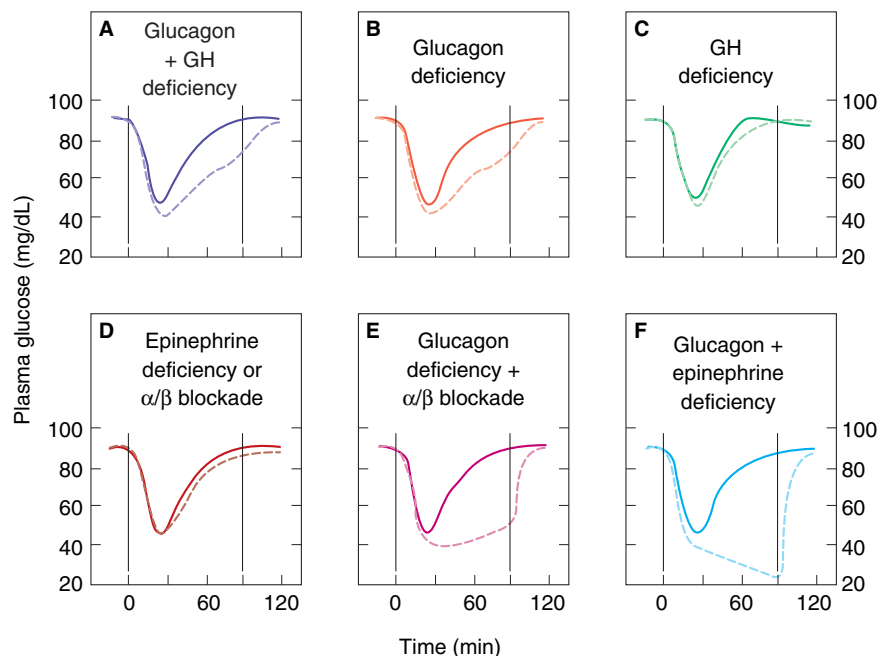 A
Glucagon
+ GH
deficiency
B
Glucagon
deficiency
C
GH
deficiency
100
80
60
40
20
100
80
60
40
20
Plasma glucose (mg/dL)
D
Epinephrine
deficiency or
α/β blockade
E
Glucagon
deficiency +
α/β blockade
F
Glucagon +
epinephrine
deficiency
100
80
60
40
20
100
80
60
40
20
0 60 120
0 60 120
0 60 120
Time (min)